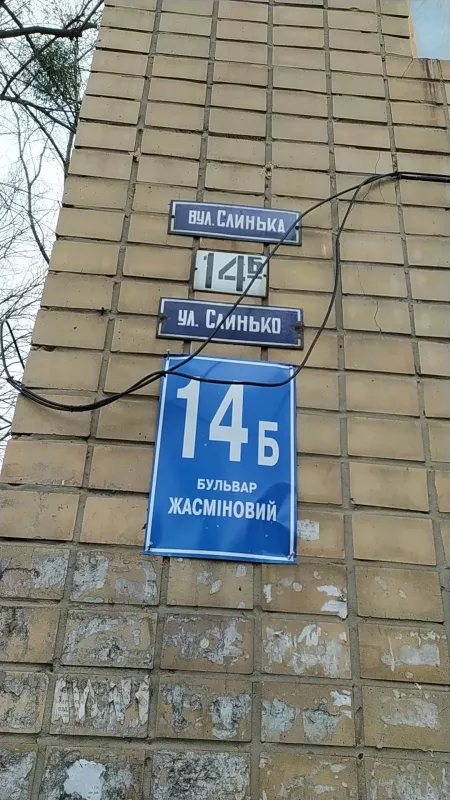 ВУЛ. СЛИНЬКА
14Б
УЛ. СЛИНЬКО
14Б
БУЛЬВАР
ЖАСМІНОВИЙ